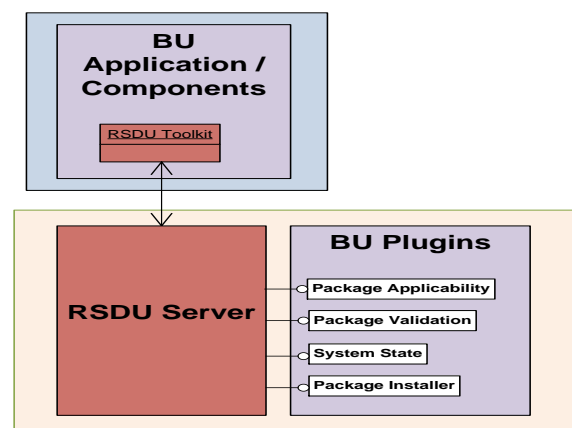 BU
Application /
Components
RSDU Toolkit
RSDU Server
BU Plugins
Package Applicability
Package Validation
System State
Package Installer